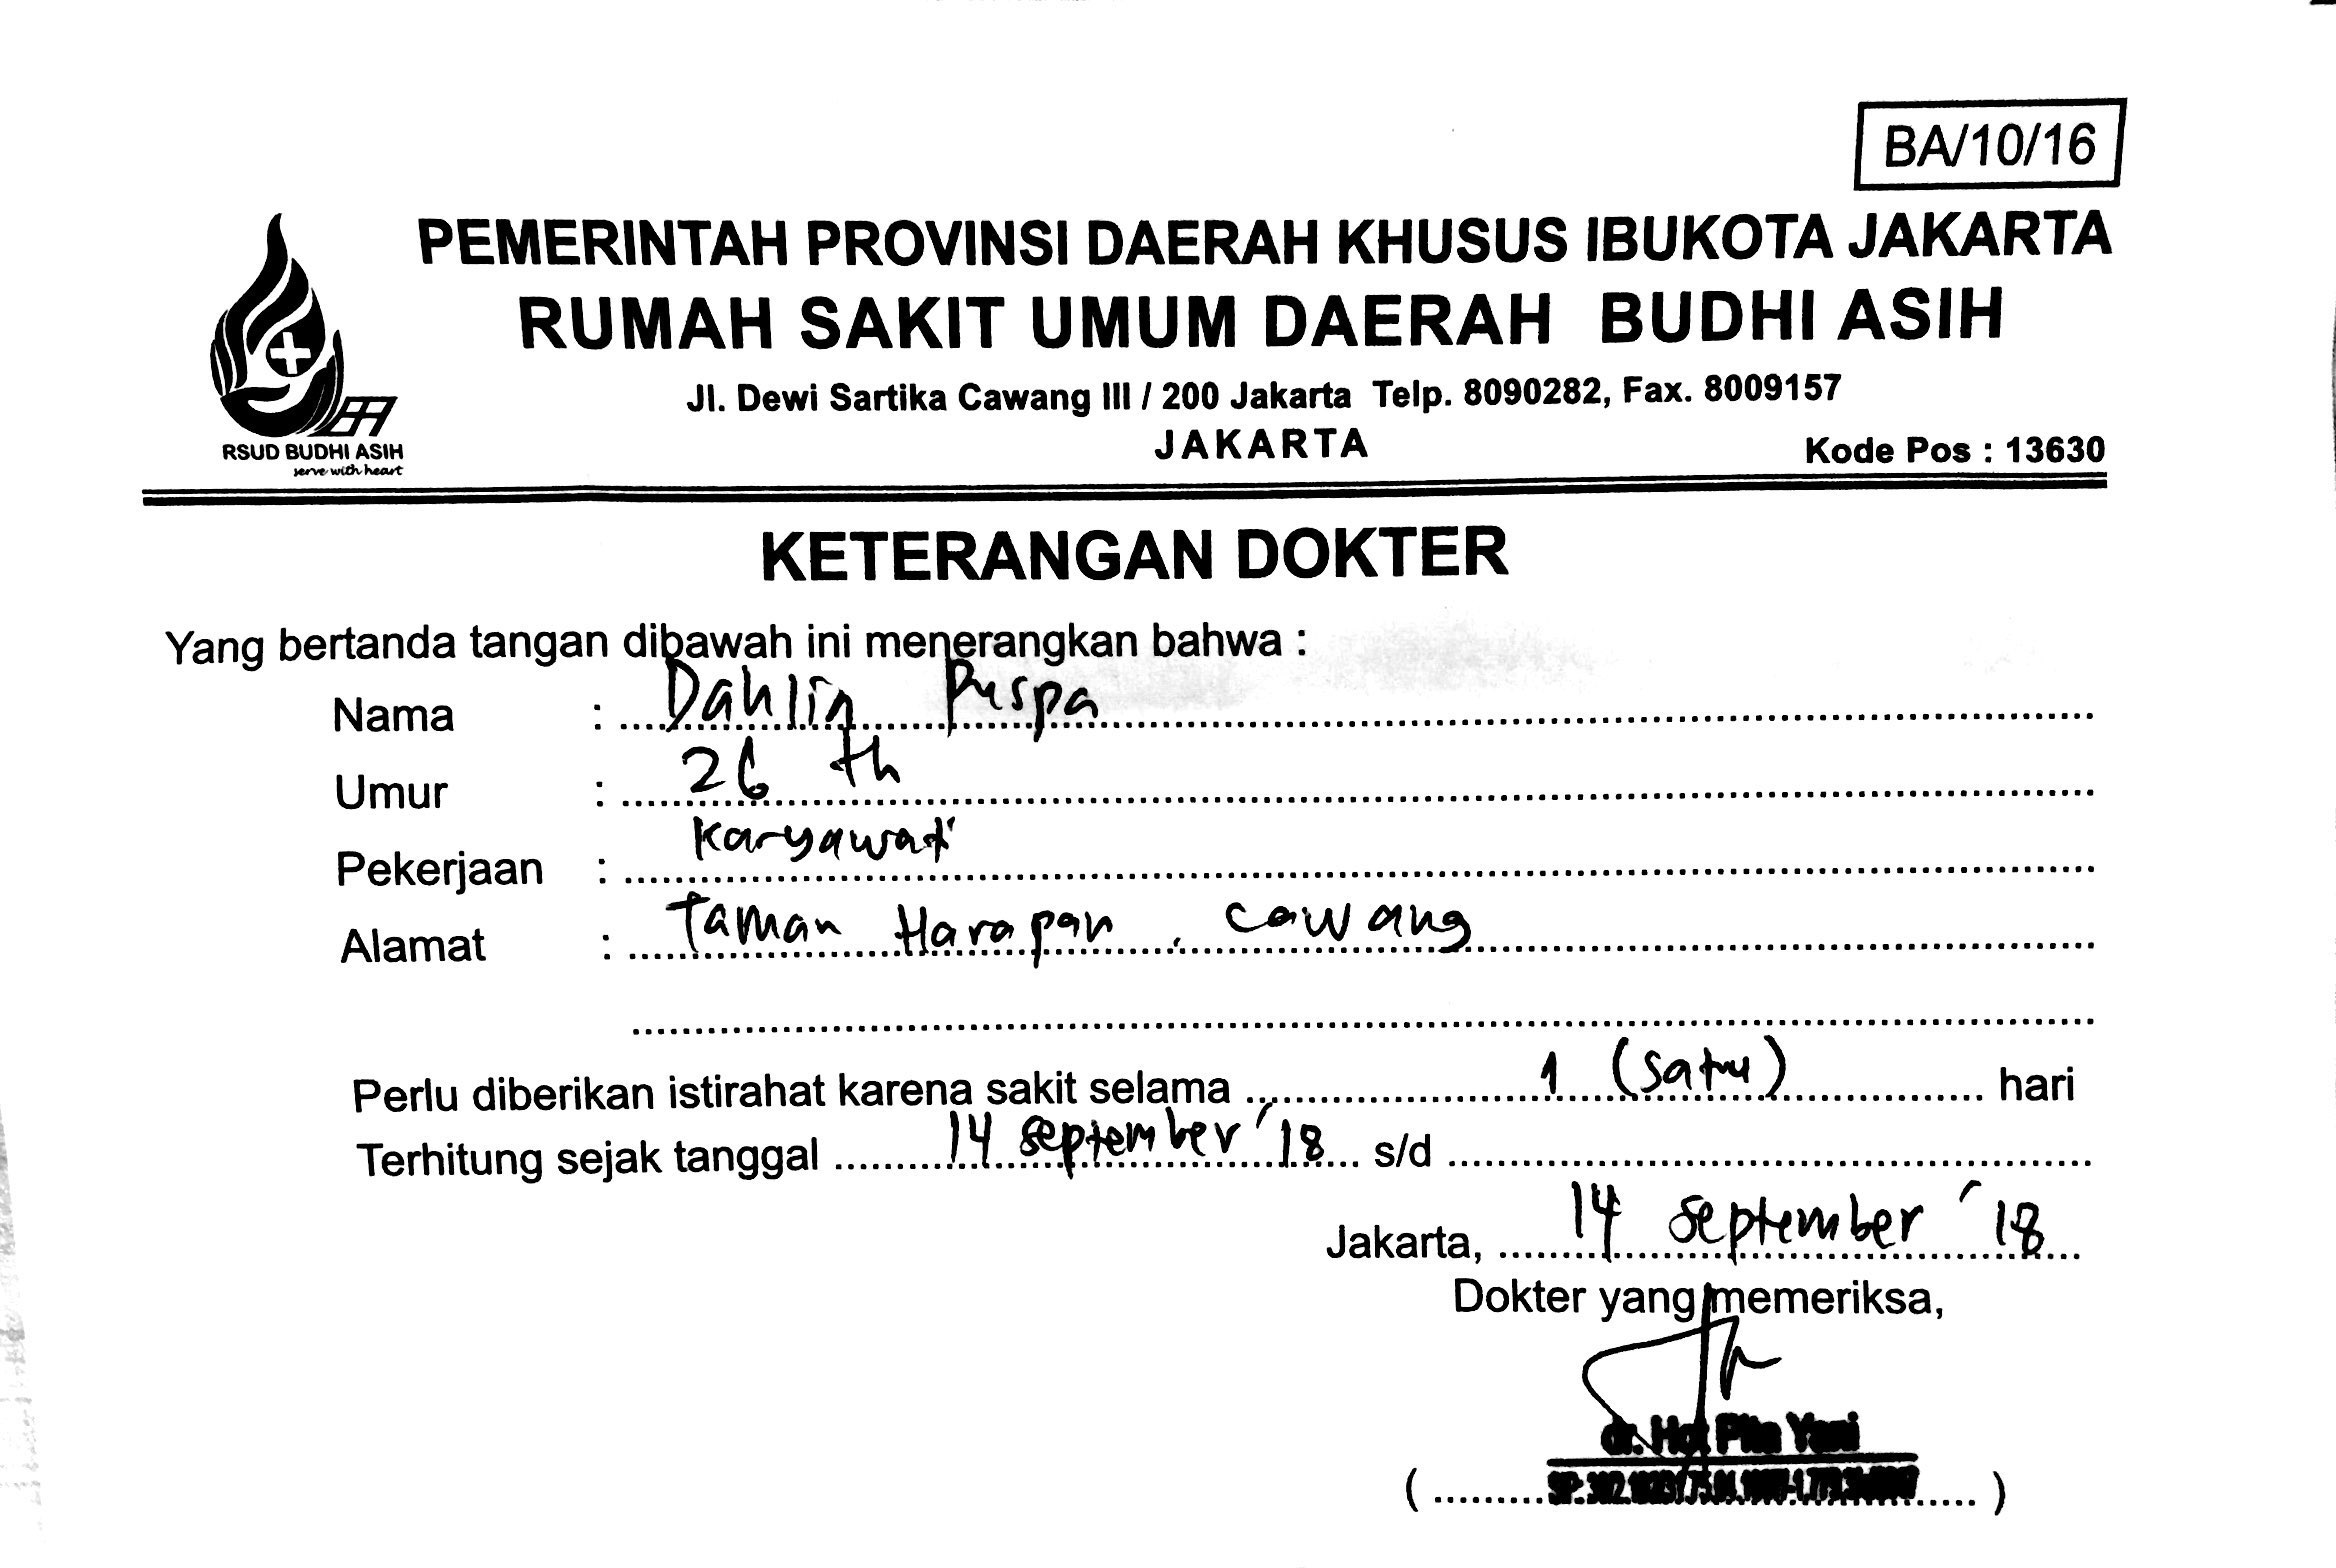 BA/10/16
PEMERINTAH PROVINSI DAERAH KHUSUS IBUKOTA JAKARTA
RUMAH SAKIT UMUM DAERAH BUDHI ASIH
Jl. Dewi Sartika Cawang III / 200 Jakarta Telp. 8090282, Fax. 8009157
JAKARTA
Kode Pos : 13630
RSUD BUDHI ASIH
serve with heart
KETERANGAN DOKTER
Yang bertanda tangan dibawah ini menerangkan bahwa :
Nama : Dahlia Puspa
Umur : 26 th
Pekerjaan : Karyawati
Alamat : Taman Harapan, Cawang
Perlu diberikan istirahat karena sakit selama 1 (satu) hari
Terhitung sejak tanggal 14 september '18 s/d
Jakarta, 14 september '18
Dokter yang memeriksa,
dr. Pita Yani